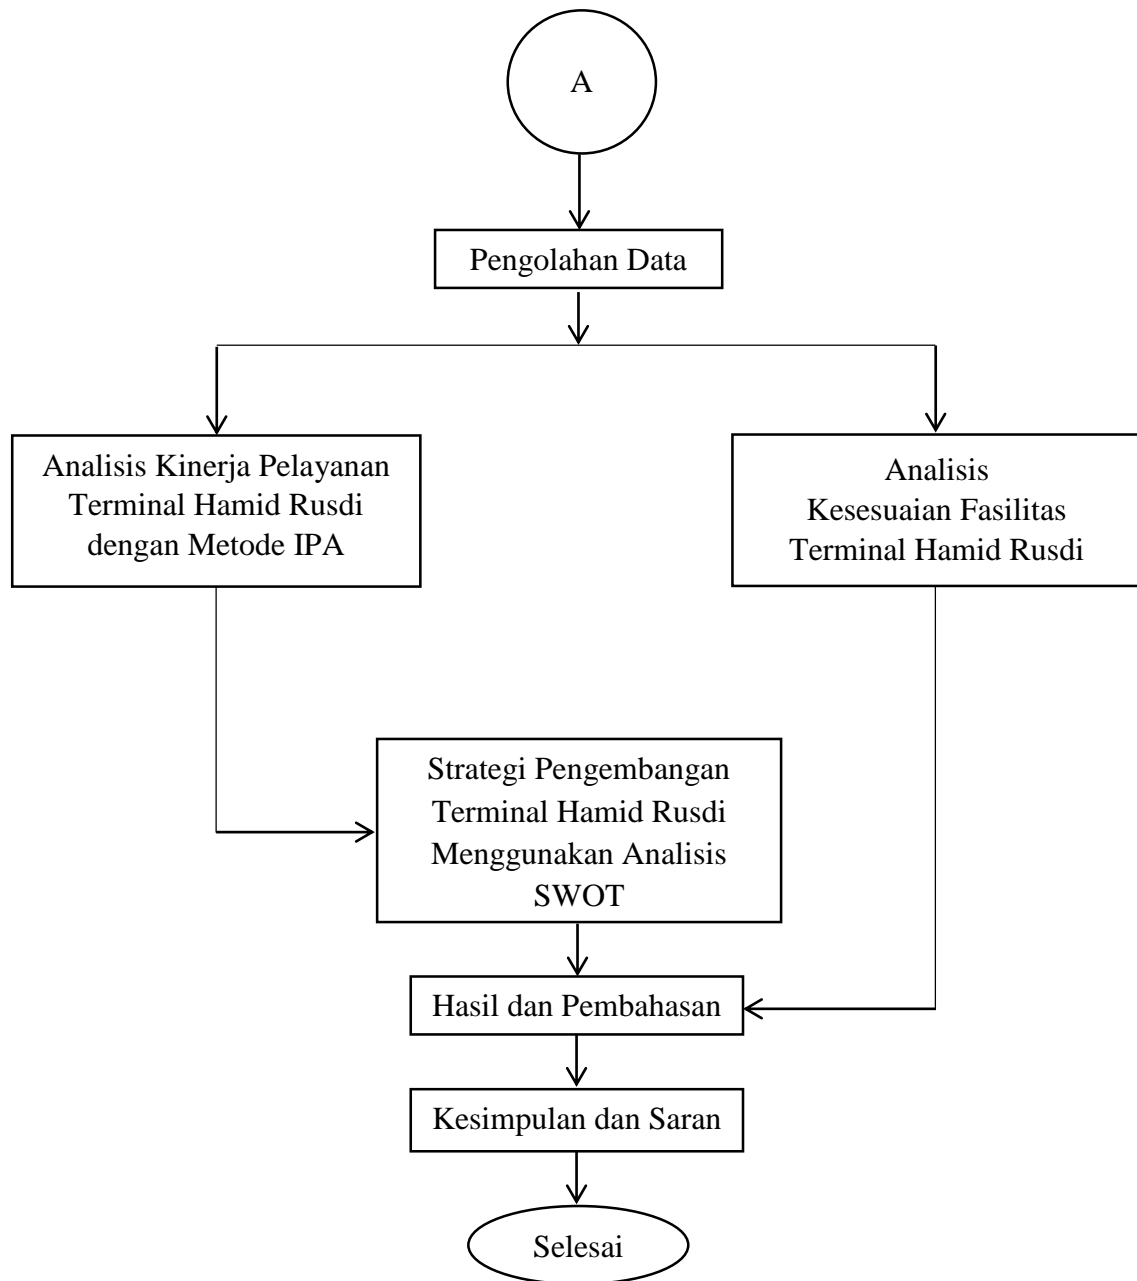 A
Pengolahan Data
Analisis Kinerja Pelayanan
Terminal Hamid Rusdi
dengan Metode IPA
Analisis
Kesesuaian Fasilitas
Terminal Hamid Rusdi
Strategi Pengembangan
Terminal Hamid Rusdi
Menggunakan Analisis
SWOT
Hasil dan Pembahasan
Kesimpulan dan Saran
Selesai